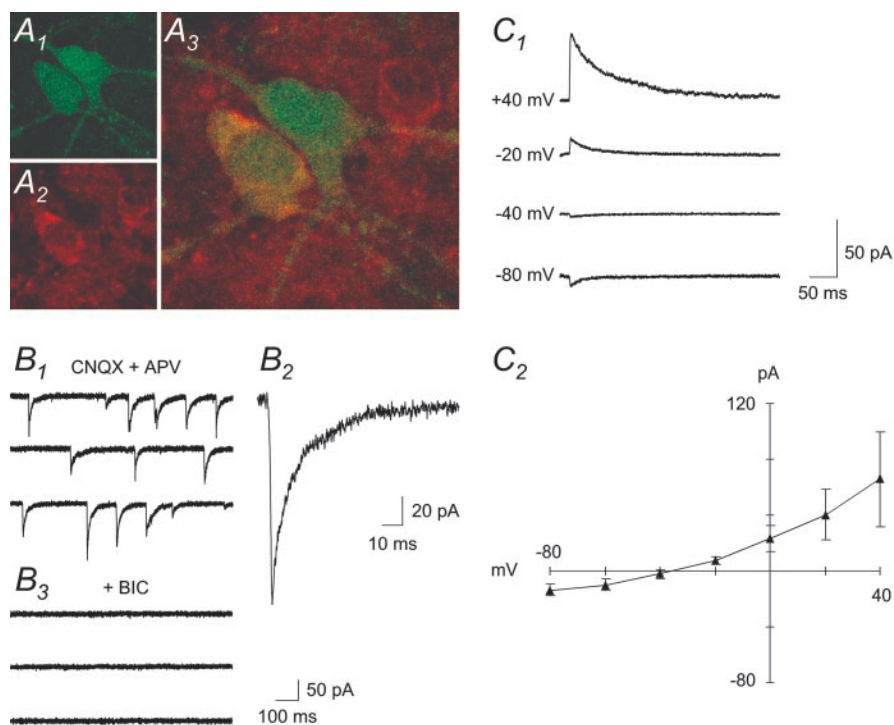 A1
A3
A2
C1
+40 mV
-20 mV
-40 mV
-80 mV
50 pA
50 ms
B1
CNQX + APV
B2
20 pA
10 ms
B3
+ BIC
50 pA
100 ms
C2
pA
120
-80
mV
40
-80